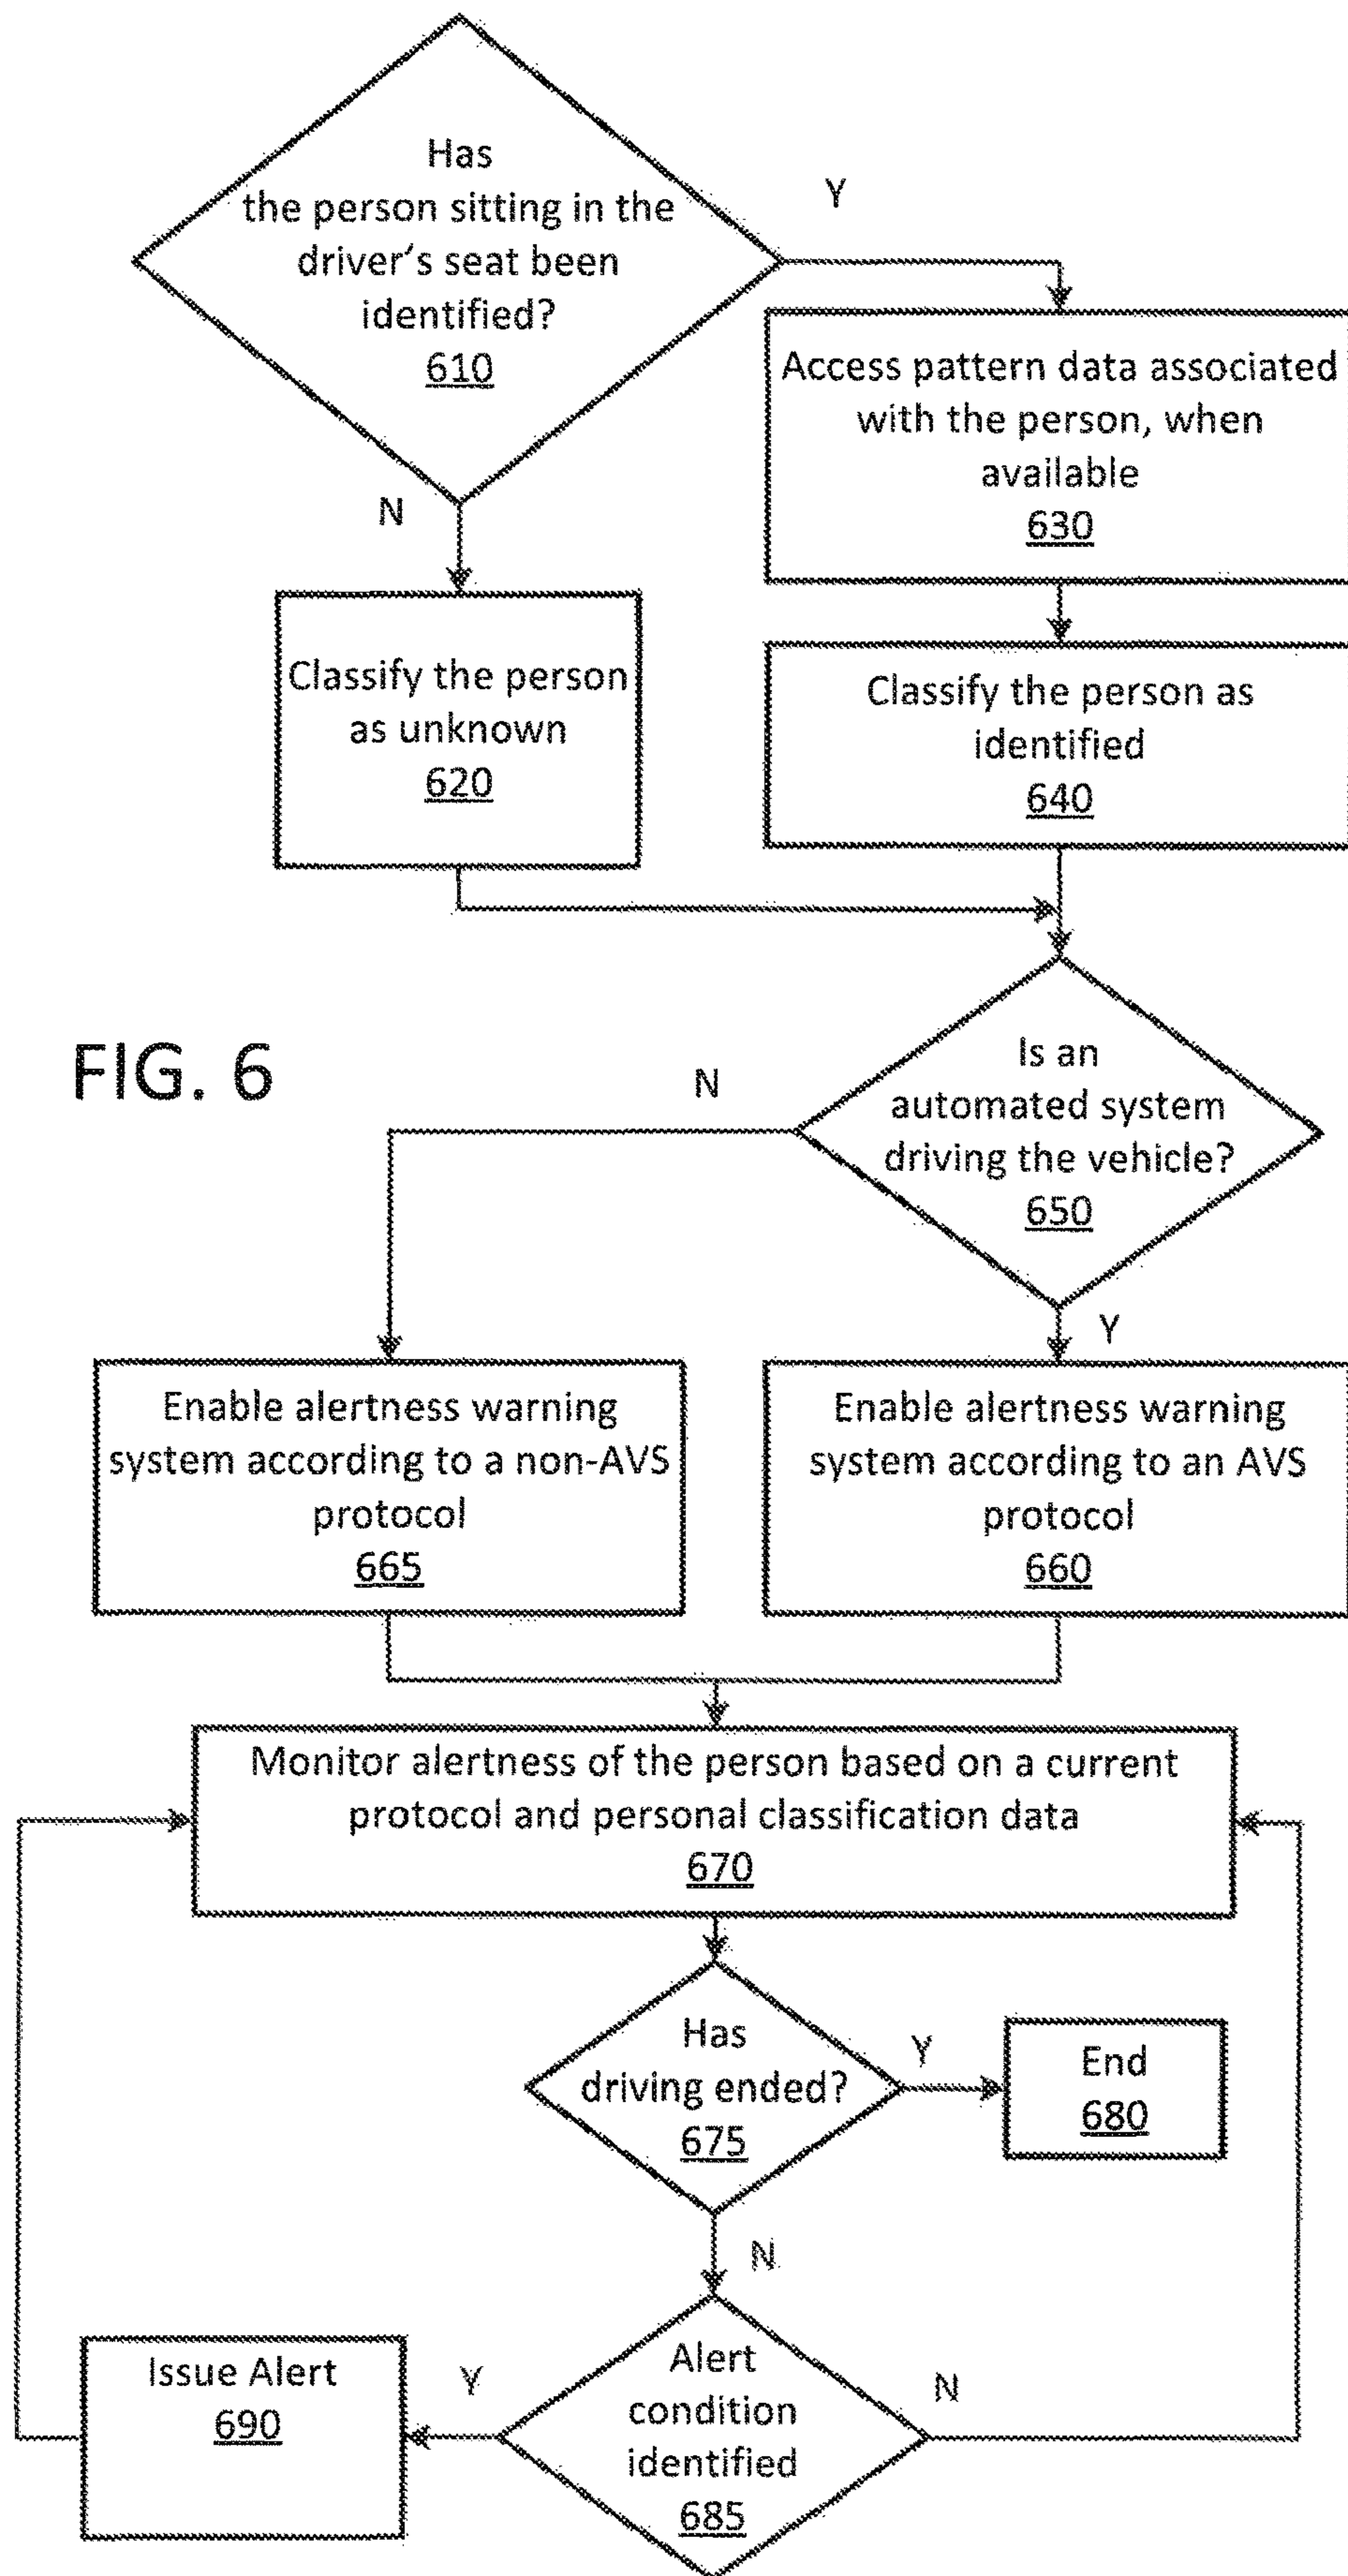 Has
the person sitting in the
driver's seat been
identified?
610
Y
N
Access pattern data associated
with the person, when
available
630
Classify the person
as unknown
620
Classify the person as
identified
640
FIG. 6
Is an
automated system
driving the vehicle?
650
N
Y
Enable alertness warning
system according to a non-AVS
protocol
665
Enable alertness warning
system according to an AVS
protocol
660
Monitor alertness of the person based on a current
protocol and personal classification data
670
Has
driving ended?
675
Y
End
680
N
Alert
condition
identified
685
Y
N
Issue Alert
690